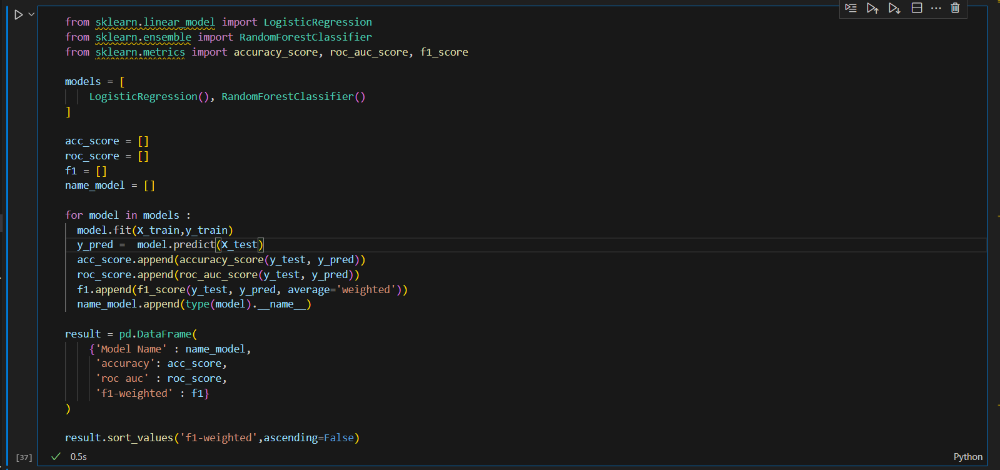 from sklearn.linear_model import LogisticRegression
from sklearn.ensemble import RandomForestClassifier
from sklearn.metrics import accuracy_score, roc_auc_score, f1_score
models = [
    LogisticRegression(), RandomForestClassifier()
]
acc_score = []
roc_score = []
f1 = []
name_model = []
for model in models :
  model.fit(X_train,y_train)
  y_pred =  model.predict(X_test)
  acc_score.append(accuracy_score(y_test, y_pred))
  roc_score.append(roc_auc_score(y_test, y_pred))
  f1.append(f1_score(y_test, y_pred, average='weighted'))
  name_model.append(type(model).__name__)
result = pd.DataFrame(
    {'Model Name' : name_model,
     'accuracy': acc_score,
     'roc auc' : roc_score,
     'f1-weighted' : f1}
)
result.sort_values('f1-weighted',ascending=False)
[37] 0.5s Python